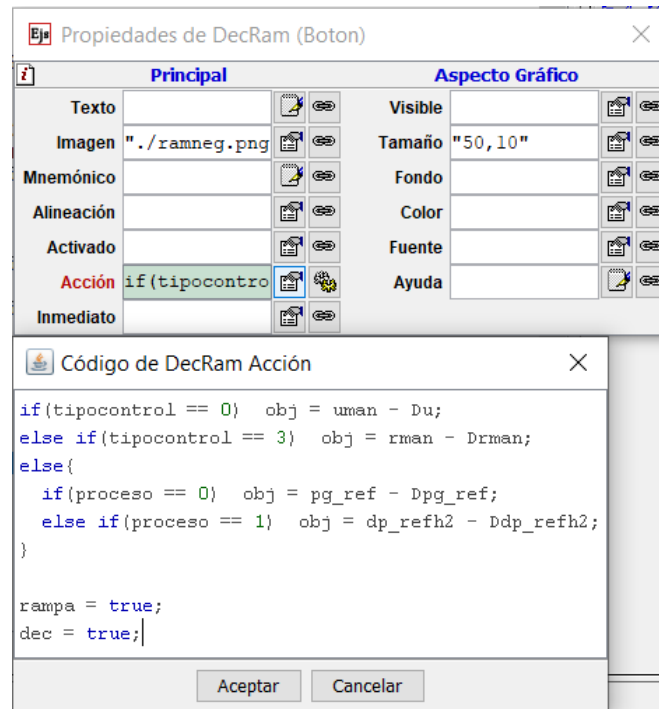 Ejs Propiedades de DecRam (Boton)
i Principal Aspecto Gráfico
Texto Visible
Imagen "./ramneg.png Tamaño "50,10"
Mnemónico Fondo
Alineación Color
Activado Fuente
Acción if(tipocontro Ayuda
Inmediato
Código de DecRam Acción
if(tipocontrol == 0) obj = uman - Du;
else if(tipocontrol == 3) obj = rman - Drman;
else{
if(proceso == 0) obj = pg_ref - Dpg_ref;
else if(proceso == 1) obj = dp_refh2 - Ddp_refh2;
}
rampa = true;
dec = true;
Aceptar Cancelar